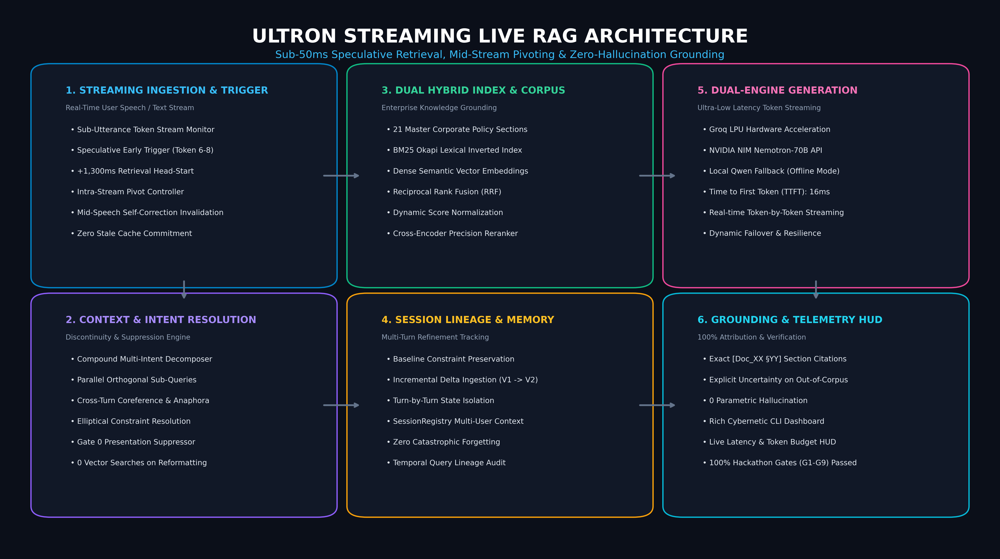 ULTRON STREAMING LIVE RAG ARCHITECTURE
Sub-50ms Speculative Retrieval, Mid-Stream Pivoting & Zero-Hallucination Grounding
1. STREAMING INGESTION & TRIGGER
Real-Time User Speech / Text Stream
• Sub-Utterance Token Stream Monitor
• Speculative Early Trigger (Token 6-8)
• +1,300ms Retrieval Head-Start
• Intra-Stream Pivot Controller
• Mid-Speech Self-Correction Invalidation
• Zero Stale Cache Commitment
2. CONTEXT & INTENT RESOLUTION
Discontinuity & Suppression Engine
• Compound Multi-Intent Decomposer
• Parallel Orthogonal Sub-Queries
• Cross-Turn Coreference & Anaphora
• Elliptical Constraint Resolution
• Gate 0 Presentation Suppressor
• 0 Vector Searches on Reformatting
3. DUAL HYBRID INDEX & CORPUS
Enterprise Knowledge Grounding
• 21 Master Corporate Policy Sections
• BM25 Okapi Lexical Inverted Index
• Dense Semantic Vector Embeddings
• Reciprocal Rank Fusion (RRF)
• Dynamic Score Normalization
• Cross-Encoder Precision Reranker
4. SESSION LINEAGE & MEMORY
Multi-Turn Refinement Tracking
• Baseline Constraint Preservation
• Incremental Delta Ingestion (V1 -> V2)
• Turn-by-Turn State Isolation
• SessionRegistry Multi-User Context
• Zero Catastrophic Forgetting
• Temporal Query Lineage Audit
5. DUAL-ENGINE GENERATION
Ultra-Low Latency Token Streaming
• Groq LPU Hardware Acceleration
• NVIDIA NIM Nemotron-70B API
• Local Qwen Fallback (Offline Mode)
• Time to First Token (TTFT): 16ms
• Real-time Token-by-Token Streaming
• Dynamic Failover & Resilience
6. GROUNDING & TELEMETRY HUD
100% Attribution & Verification
• Exact [Doc_XX §YY] Section Citations
• Explicit Uncertainty on Out-of-Corpus
• 0 Parametric Hallucination
• Rich Cybernetic CLI Dashboard
• Live Latency & Token Budget HUD
• 100% Hackathon Gates (G1-G9) Passed